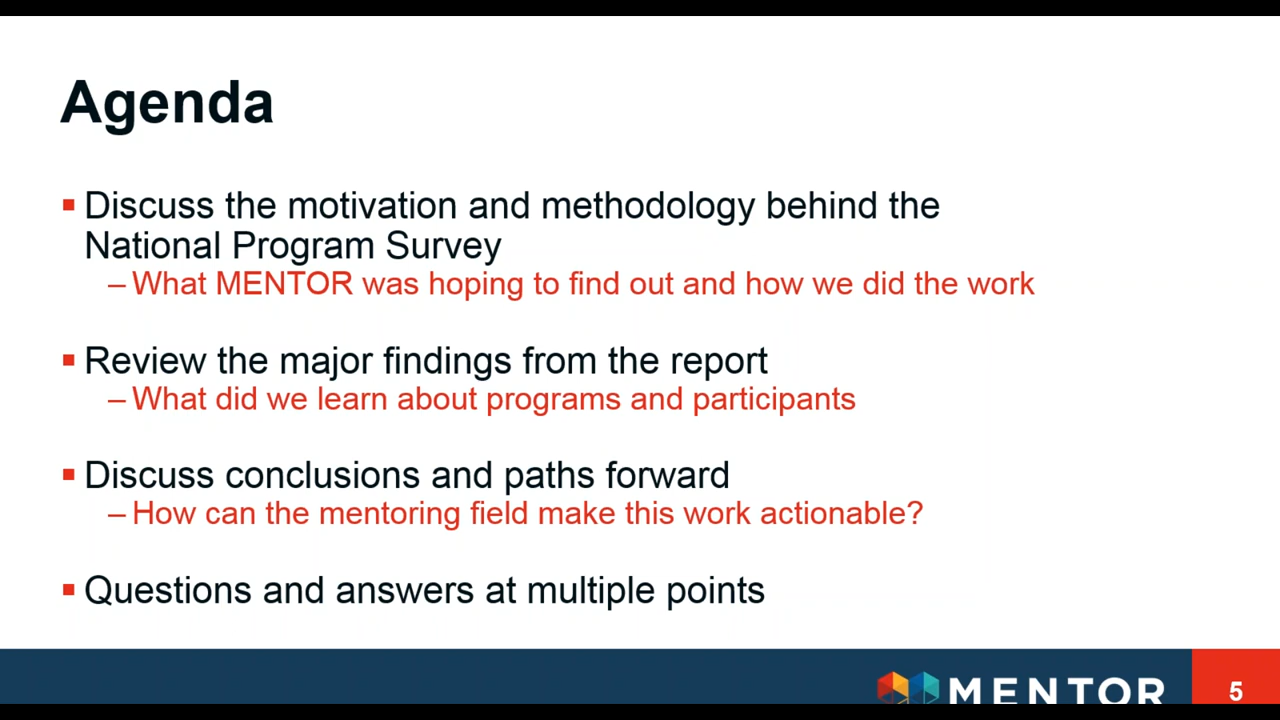 Agenda
Discuss the motivation and methodology behind the
National Program Survey
– What MENTOR was hoping to find out and how we did the work
Review the major findings from the report
– What did we learn about programs and participants
Discuss conclusions and paths forward
– How can the mentoring field make this work actionable?
Questions and answers at multiple points
MENTOR
5